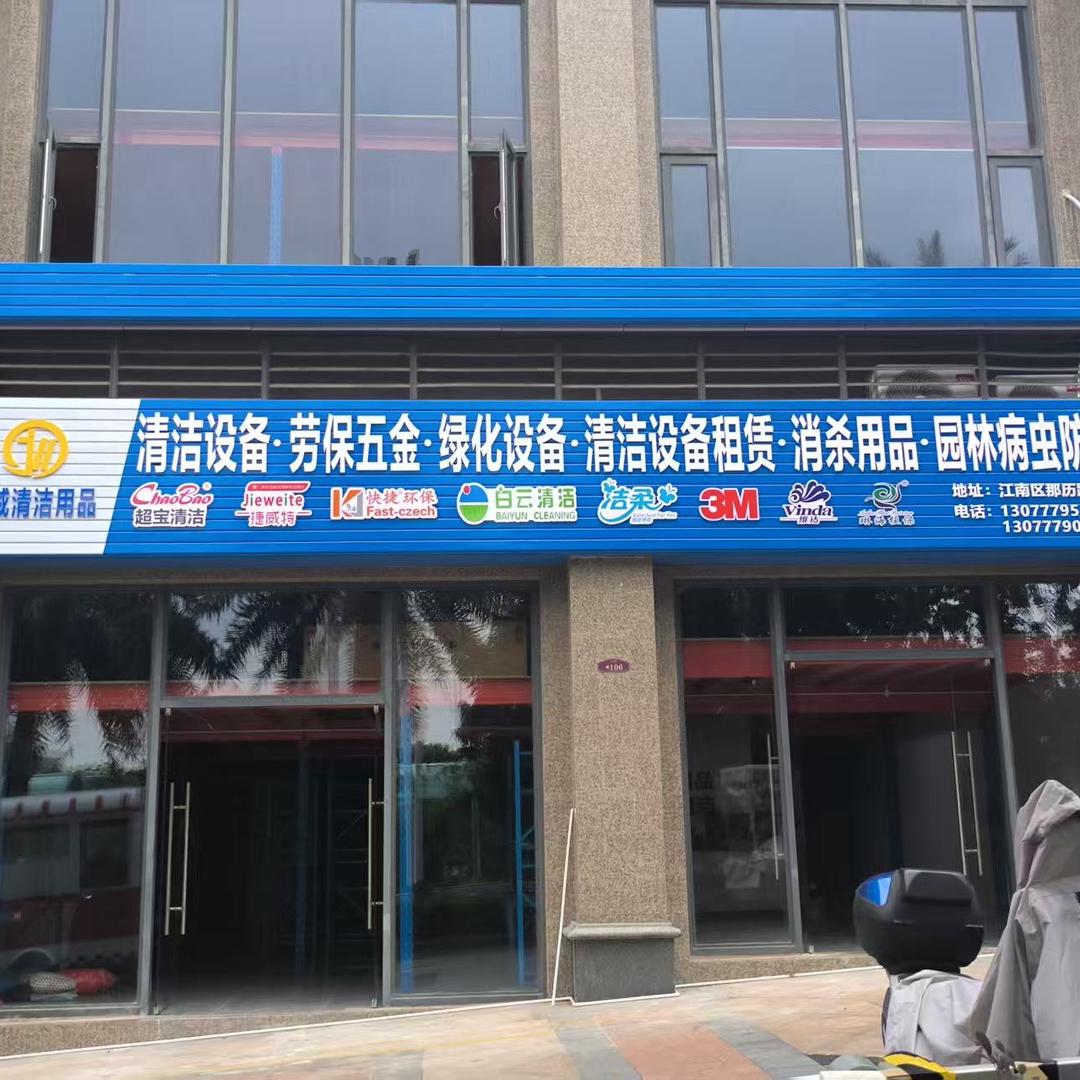 清洁设备·劳保五金·绿化设备·清洁设备租赁·消杀用品·园林病虫防
威清洁用品
ChaoBao
超宝清洁
Jieweite
捷威特
K 快捷环保
Fast-czech
白云清洁
BAIYUN CLEANING
洁柔
3M
Vinda
维达
地址：江南区那历
电话：13077795
13077790
106